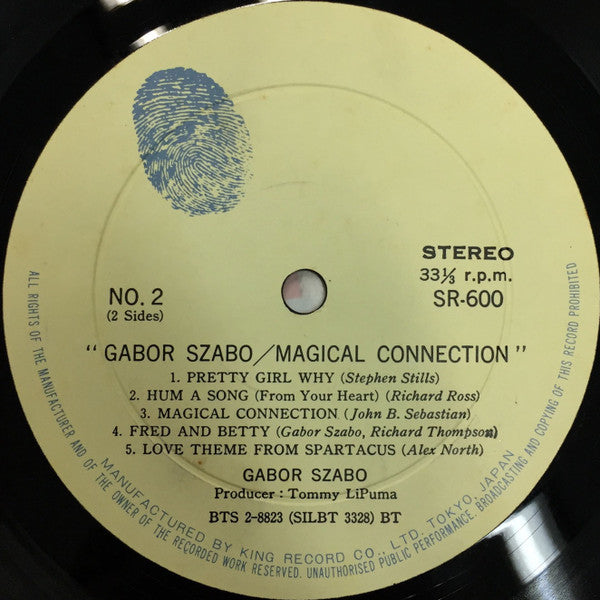 STEREO
33⅓ r.p.m.
NO. 2
SR-600
(2 Sides)
"GABOR SZABO/MAGICAL CONNECTION"
1. PRETTY GIRL WHY (Stephen Stills)
2. HUM A SONG (From Your Heart) (Richard Ross)
3. MAGICAL CONNECTION (John B. Sebastian)
4. FRED AND BETTY (Gabor Szabo, Richard Thompson)
5. LOVE THEME FROM SPARTACUS (Alex North)
GABOR SZABO
Producer : Tommy LiPuma
BTS 2-8823 (SILBT 3328) BT
MANUFACTURED BY KING RECORD CO., LTD. TOKYO, JAPAN
ALL RIGHTS OF THE MANUFACTURER AND OF THE OWNER OF THE RECORDED WORK RESERVED. UNAUTHORISED PUBLIC PERFORMANCE, BROADCASTING AND COPYING OF THIS RECORD PROHIBITED